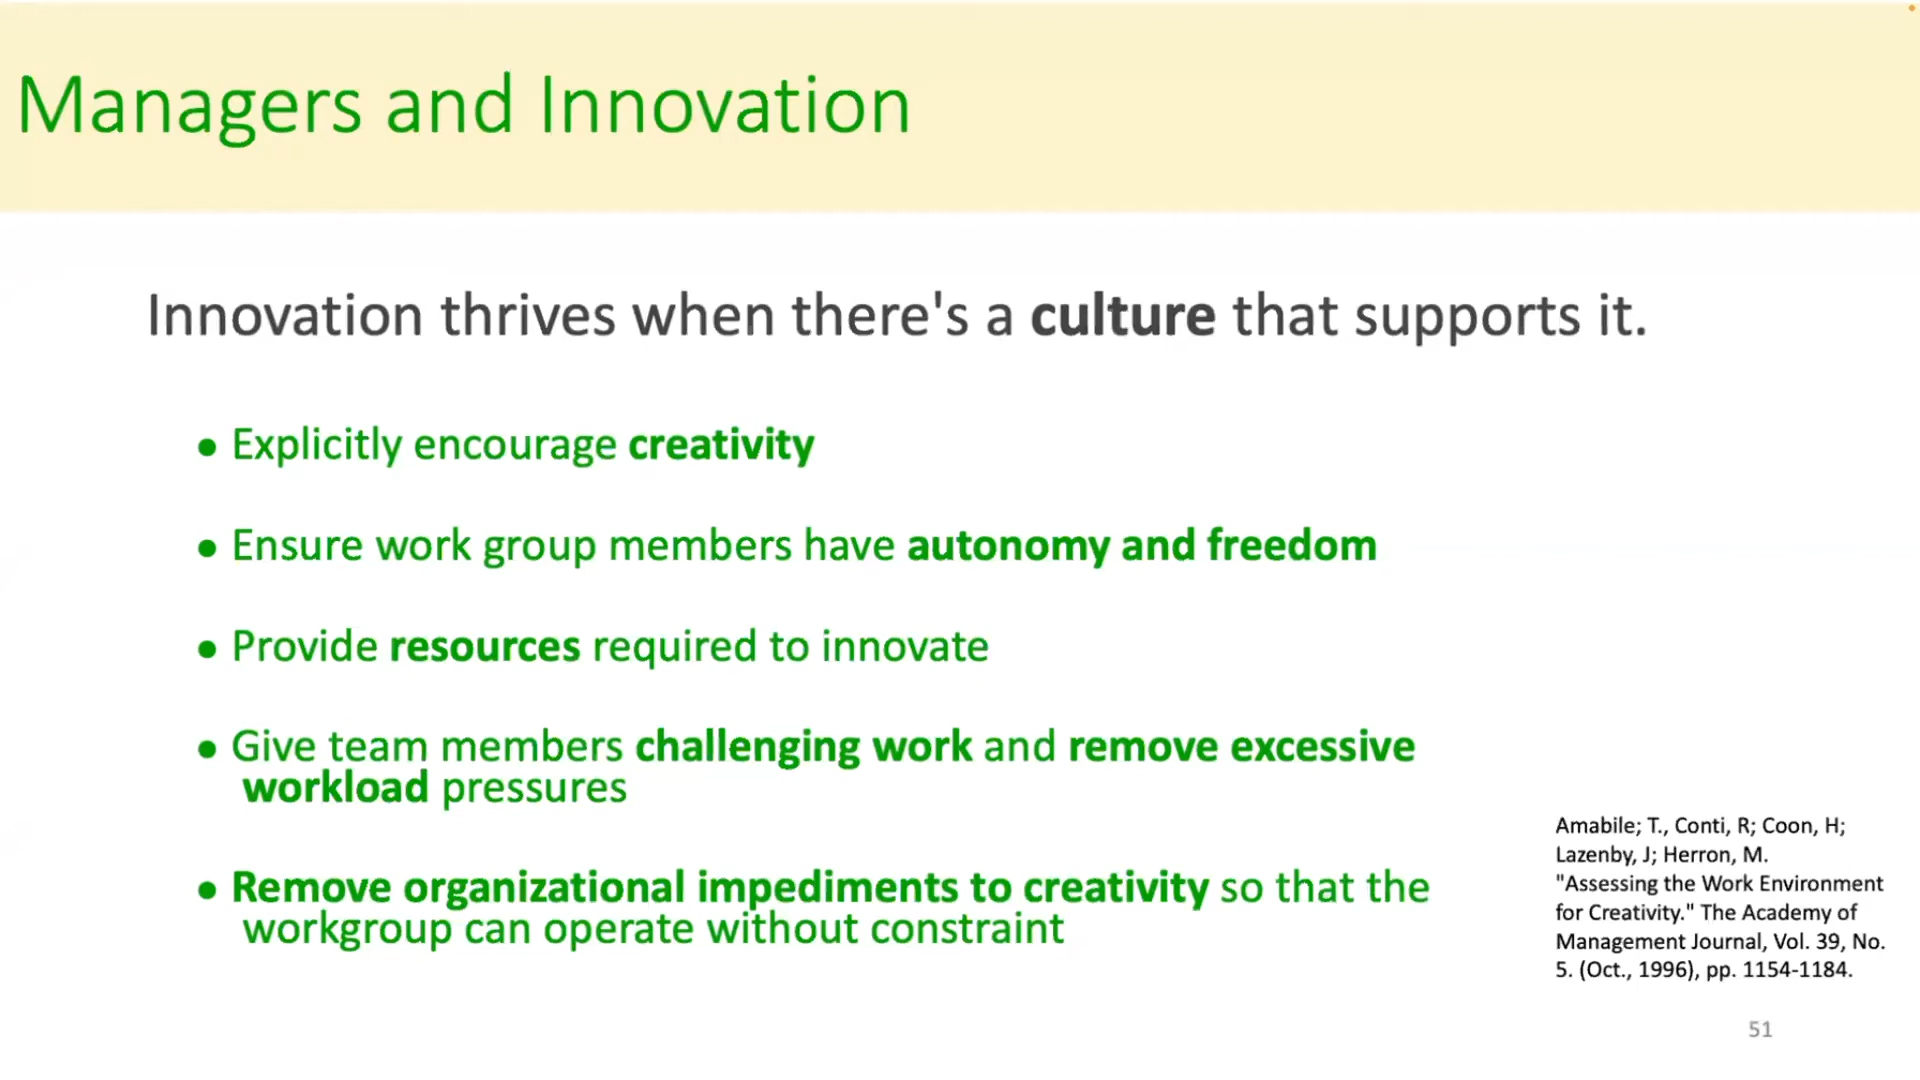 Managers and Innovation
Innovation thrives when there's a culture that supports it.
● Explicitly encourage creativity
● Ensure work group members have autonomy and freedom
● Provide resources required to innovate
● Give team members challenging work and remove excessive
workload pressures
● Remove organizational impediments to creativity so that the
workgroup can operate without constraint
Amabile; T., Conti, R; Coon, H;
Lazenby, J; Herron, M.
"Assessing the Work Environment
for Creativity." The Academy of
Management Journal, Vol. 39, No.
5. (Oct., 1996), pp. 1154-1184.
51